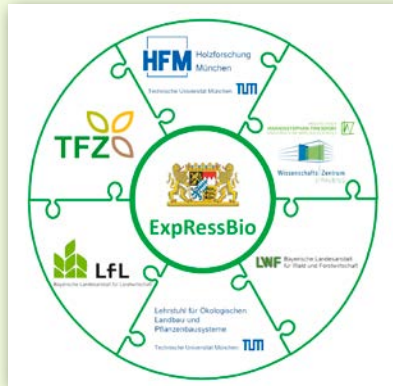 HFM
Holzforschung
München
Technische Universität München TUM
TFZ
Wissenschafts Zentrum
STRAUBING
ExpRessBio
LfL
Bayerische Landesanstalt für Landwirtschaft
LWF
Bayerische Landesanstalt
für Wald und Forstwirtschaft
Lehrstuhl für Ökologischen
Landbau und
Pflanzenbausysteme
Technische Universität München TUM